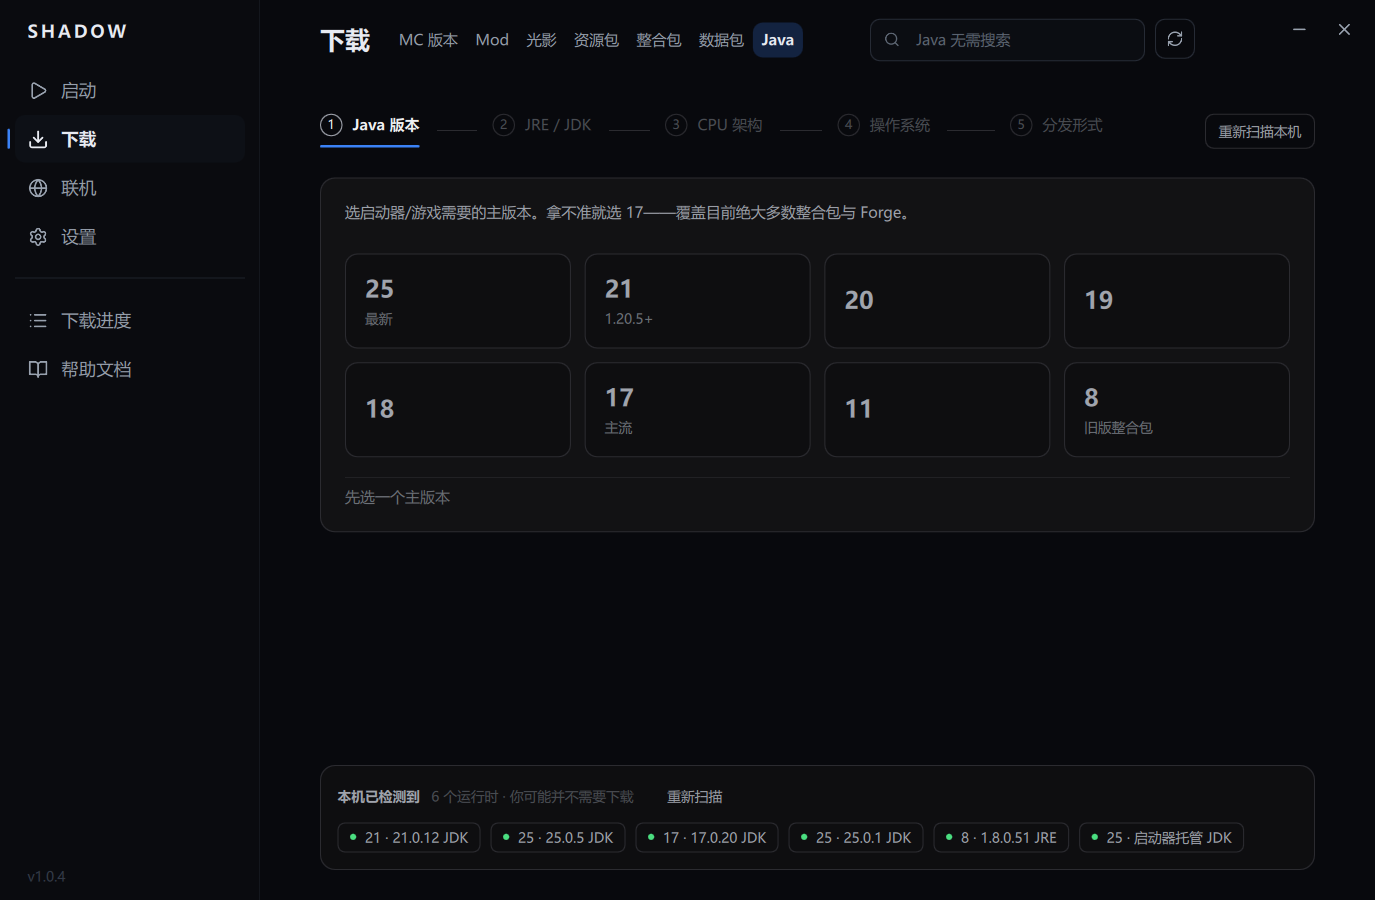 SHADOW
启动
下载
联机
设置
下载进度
帮助文档
v1.0.4
下载 MC 版本 Mod 光影 资源包 整合包 数据包 Java
Java 无需搜索
1 Java 版本 2 JRE / JDK 3 CPU 架构 4 操作系统 5 分发形式
重新扫描本机
选启动器/游戏需要的主版本。拿不准就选 17——覆盖目前绝大多数整合包与 Forge。
25
最新
21
1.20.5+
20
19
18
17
主流
11
8
旧版整合包
先选一个主版本
本机已检测到 6 个运行时 · 你可能并不需要下载 重新扫描
21 · 21.0.12 JDK
25 · 25.0.5 JDK
17 · 17.0.20 JDK
25 · 25.0.1 JDK
8 · 1.8.0.51 JRE
25 · 启动器托管 JDK